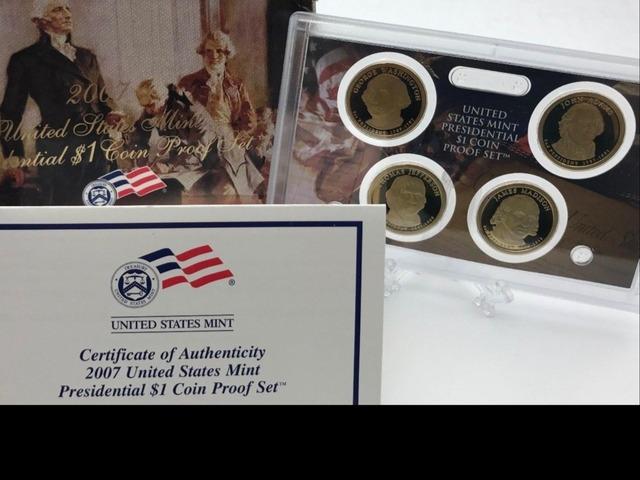 2007
United States Mint
Presidential $1 Coin Proof Set™
UNITED
STATES MINT
PRESIDENTIAL
$1 COIN
PROOF SET™
GEORGE WASHINGTON
JOHN ADAMS
THOMAS JEFFERSON
JAMES MADISON
UNITED STATES MINT
Certificate of Authenticity
2007 United States Mint
Presidential $1 Coin Proof Set™